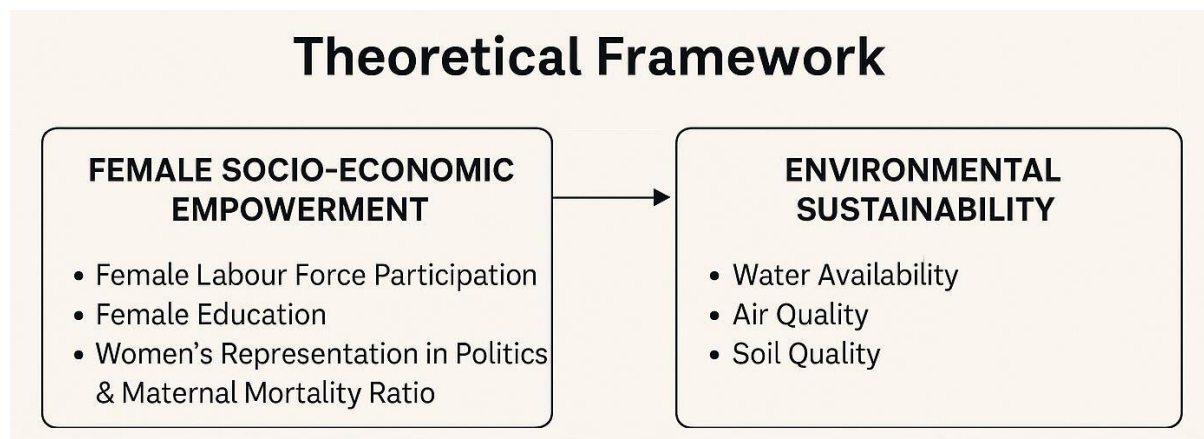 Theoretical Framework
FEMALE SOCIO-ECONOMIC
EMPOWERMENT
• Female Labour Force Participation
• Female Education
• Women's Representation in Politics
& Maternal Mortality Ratio
ENVIRONMENTAL
SUSTAINABILITY
• Water Availability
• Air Quality
• Soil Quality